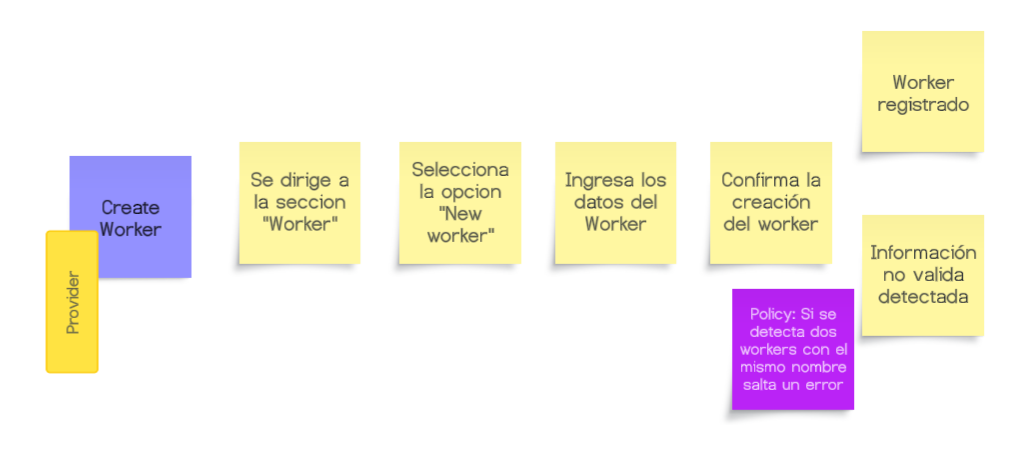 Create
Worker
Provider
Se dirige a
la seccion
"Worker"
Selecciona
la opcion
"New
worker"
Ingresa los
datos del
Worker
Confirma la
creación
del worker
Policy: Si se
detecta dos
workers con el
mismo nombre
salta un error
Worker
registrado
Información
no valida
detectada